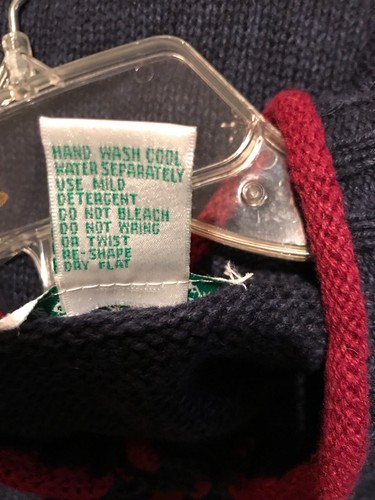 HAND WASH COOL
WATER SEPARATELY
USE MILD
DETERGENT
DO NOT BLEACH
DO NOT WRING
OR TWIST
RE-SHAPE
DRY FLAT